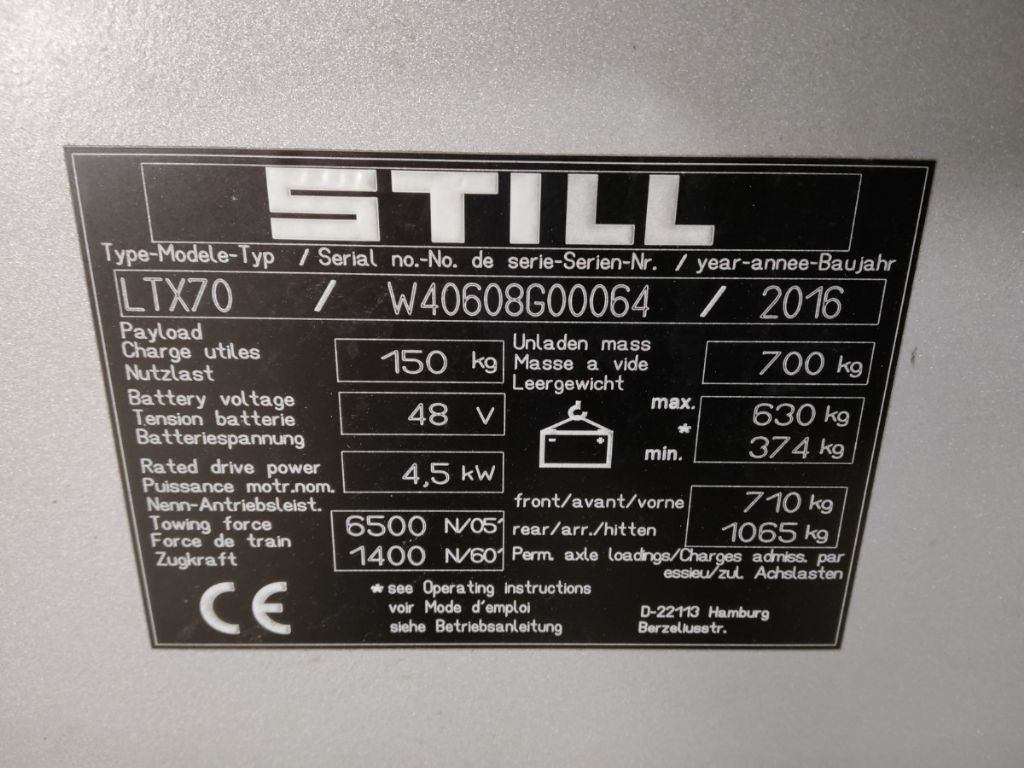 STILL
Type-Modele-Typ / Serial no.-No. de serie-Serien-Nr. / year-annee-Baujahr
LTX70 / W40608G00064 / 2016
Payload
Charge utiles
Nutzlast
150 kg
Unladen mass
Masse a vide
Leergewicht
700 kg
Battery voltage
Tension batterie
Batteriespannung
48 V
max. 630 kg
*
min. 374 kg
Rated drive power
Puissance motr.nom.
Nenn-Antriebsleist.
4,5 kW
front/avant/vorne 710 kg
rear/arr./hitten 1065 kg
Towing force
Force de train
Zugkraft
6500 N/05'
1400 N/60'
Perm. axle loadings/Charges admiss. par
essieu/zul. Achslasten
CE
* see Operating instructions
voir Mode d'emploi
siehe Betriebsanleitung
D-22113 Hamburg
Berzeliusstr.